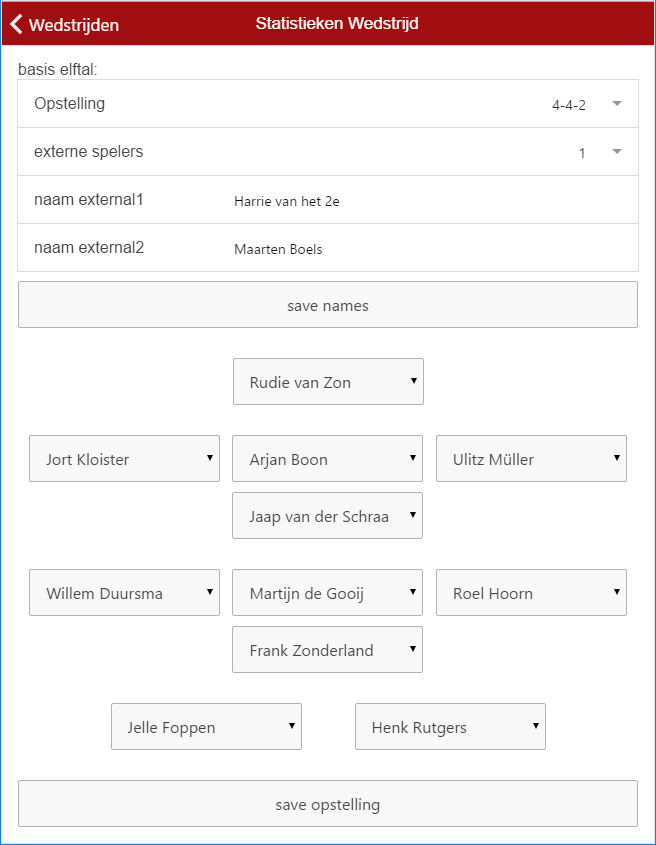 Wedstrijden
Statistieken Wedstrijd
basis elftal:
Opstelling 4-4-2
externe spelers 1
naam external1 Harrie van het 2e
naam external2 Maarten Boels
save names
Rudie van Zon
Jort Kloister Arjan Boon Ulitz Müller
Jaap van der Schraa
Willem Duursma Martijn de Gooij Roel Hoorn
Frank Zonderland
Jelle Foppen Henk Rutgers
save opstelling